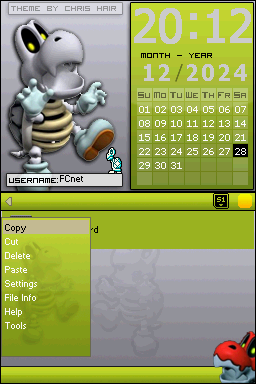 THEME BY CHRIS HAIR
20:12
MONTH - YEAR
12/2024
SU MO TU WE TH FR SA
01 02 03 04 05 06 07
08 09 10 11 12 13 14
15 16 17 18 19 20 21
22 23 24 25 26 27 28
29 30 31
USERNAME: FCnet
S1
Copy
Cut
Delete
Paste
Settings
File Info
Help
Tools